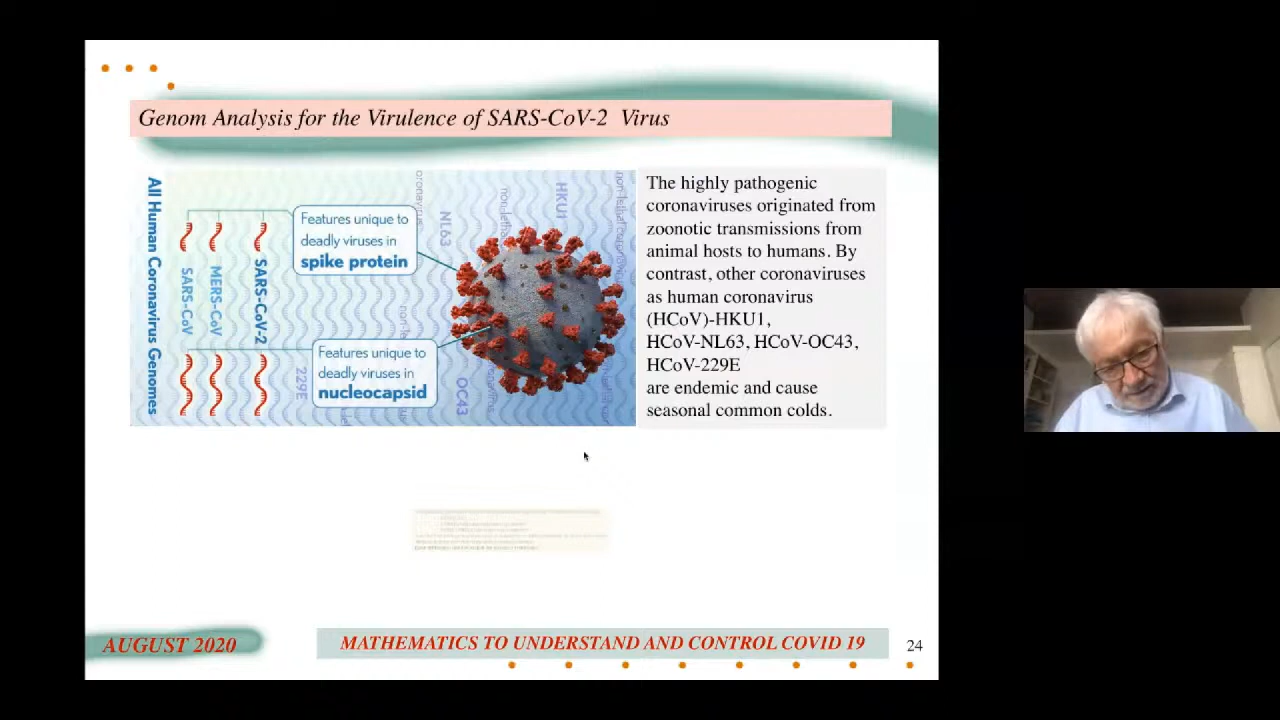 Genom Analysis for the Virulence of SARS-CoV-2 Virus
All Human Coronavirus Genomes
SARS-CoV
MERS-CoV
SARS-CoV-2
Features unique to
deadly viruses in
spike protein
Features unique to
deadly viruses in
nucleocapsid
229E
NL63
OC43
HKU1
The highly pathogenic
coronaviruses originated from
zoonotic transmissions from
animal hosts to humans. By
contrast, other coronaviruses
as human coronavirus
(HCoV)-HKU1,
HCoV-NL63, HCoV-OC43,
HCoV-229E
are endemic and cause
seasonal common colds.
AUGUST 2020
MATHEMATICS TO UNDERSTAND AND CONTROL COVID 19
24